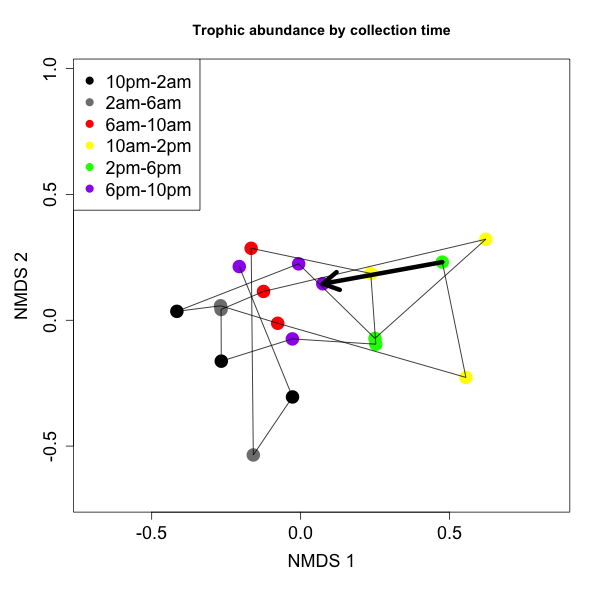 Trophic abundance by collection time
10pm-2am
2am-6am
6am-10am
10am-2pm
2pm-6pm
6pm-10pm
1.0
0.5
0.0
-0.5
NMDS 2
-0.5 0.0 0.5
NMDS 1